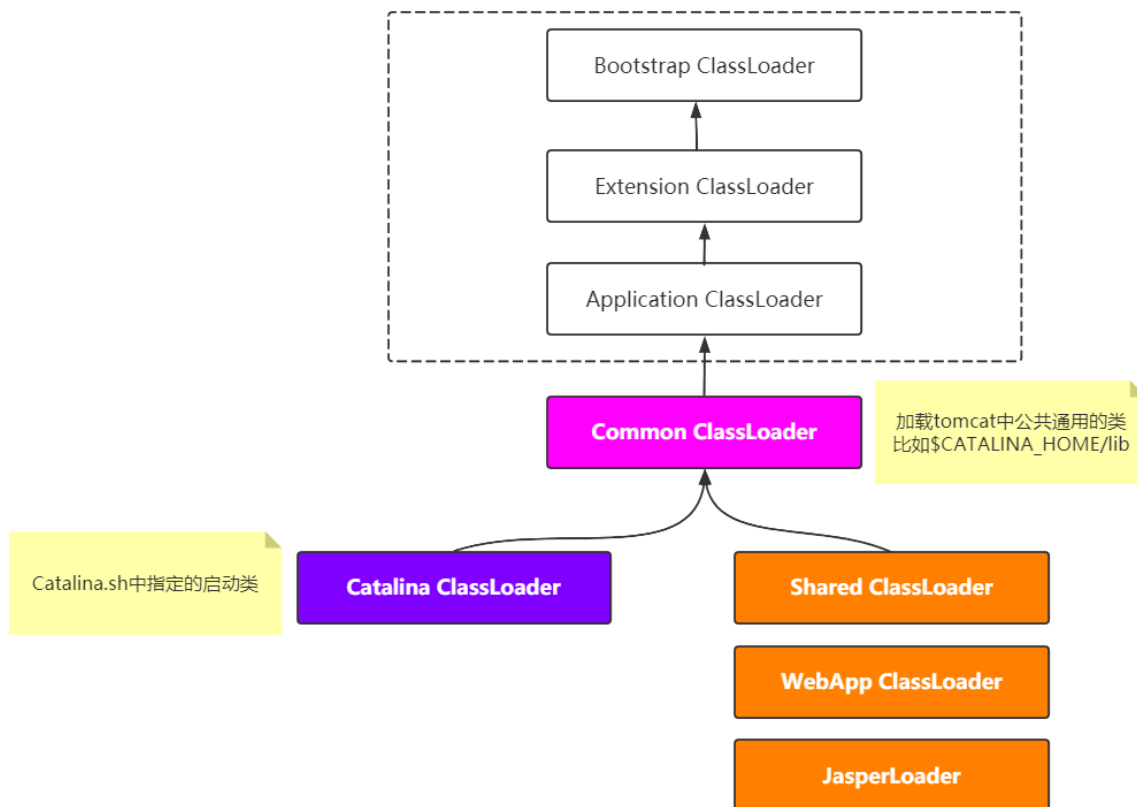 Bootstrap ClassLoader
Extension ClassLoader
Application ClassLoader
Common ClassLoader
加载tomcat中公共通用的类
比如$CATALINA_HOME/lib
Catalina.sh中指定的启动类
Catalina ClassLoader
Shared ClassLoader
WebApp ClassLoader
JasperLoader